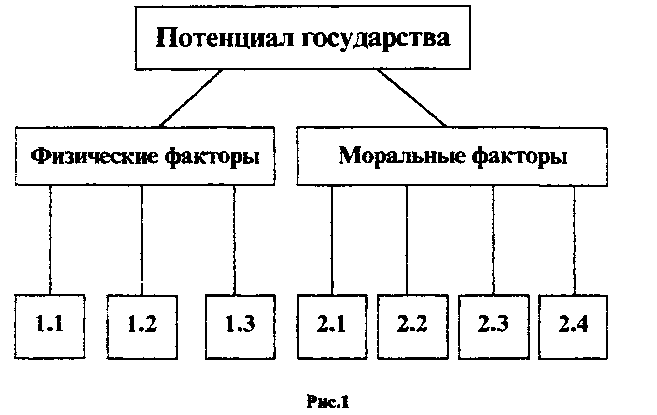 Потенциал государства
Физические факторы
Моральные факторы
1.1
1.2
1.3
2.1
2.2
2.3
2.4
Рис.1